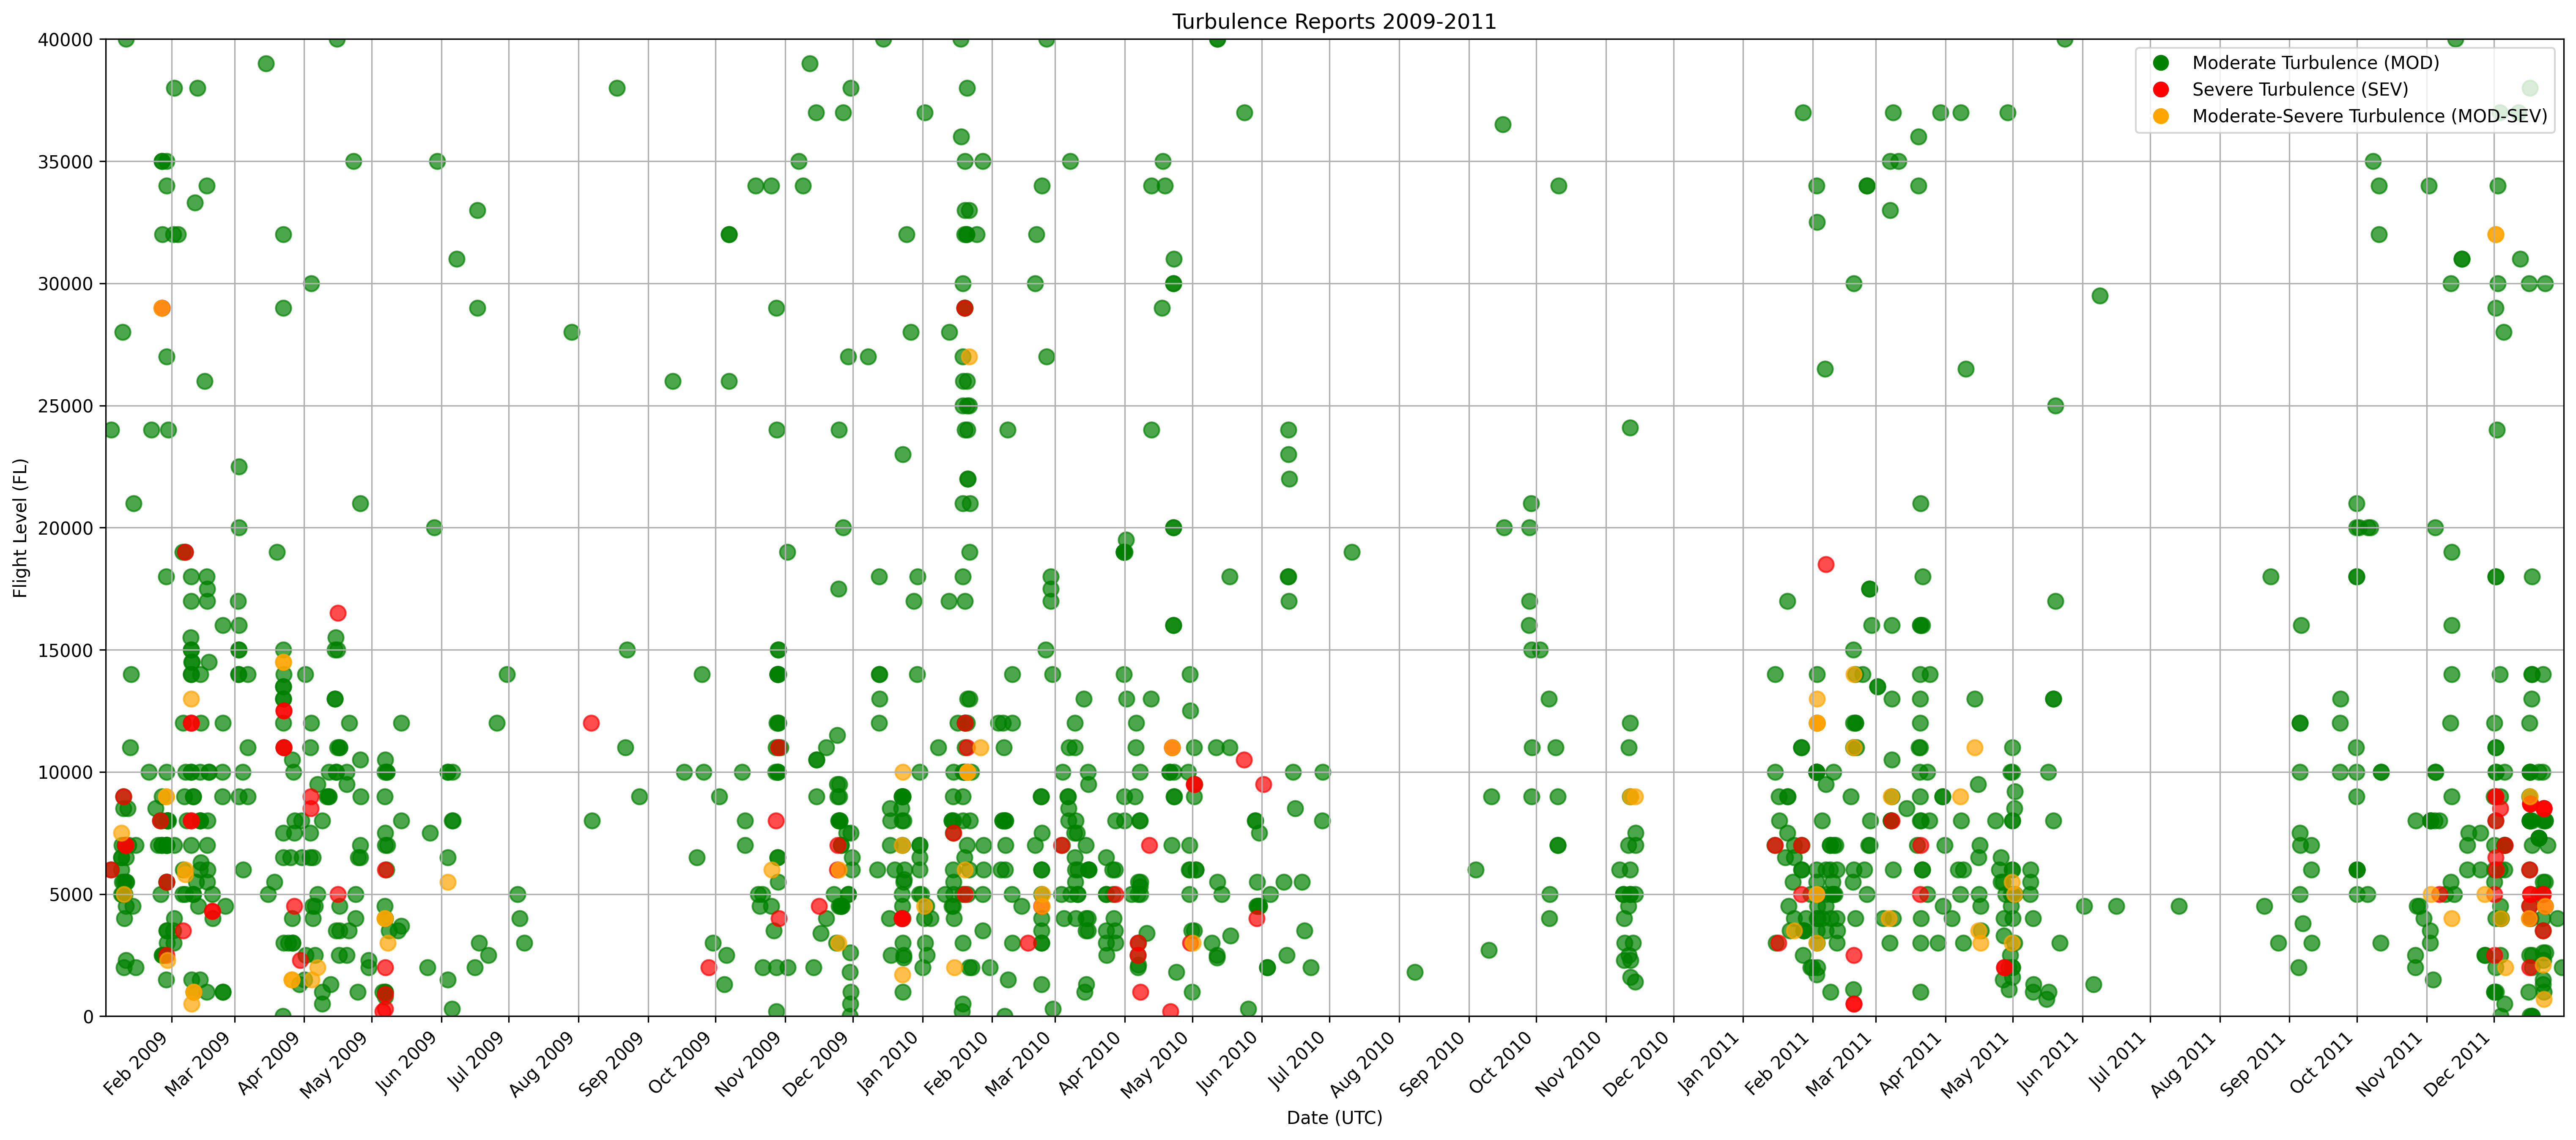 Turbulence Reports 2009-2011
Moderate Turbulence (MOD)
Severe Turbulence (SEV)
Moderate-Severe Turbulence (MOD-SEV)
Flight Level (FL)
40000
35000
30000
25000
20000
15000
10000
5000
0
Feb 2009
Mar 2009
Apr 2009
May 2009
Jun 2009
Jul 2009
Aug 2009
Sep 2009
Oct 2009
Nov 2009
Dec 2009
Jan 2010
Feb 2010
Mar 2010
Apr 2010
May 2010
Jun 2010
Jul 2010
Aug 2010
Sep 2010
Oct 2010
Nov 2010
Dec 2010
Jan 2011
Feb 2011
Mar 2011
Apr 2011
May 2011
Jun 2011
Jul 2011
Aug 2011
Sep 2011
Oct 2011
Nov 2011
Dec 2011
Date (UTC)